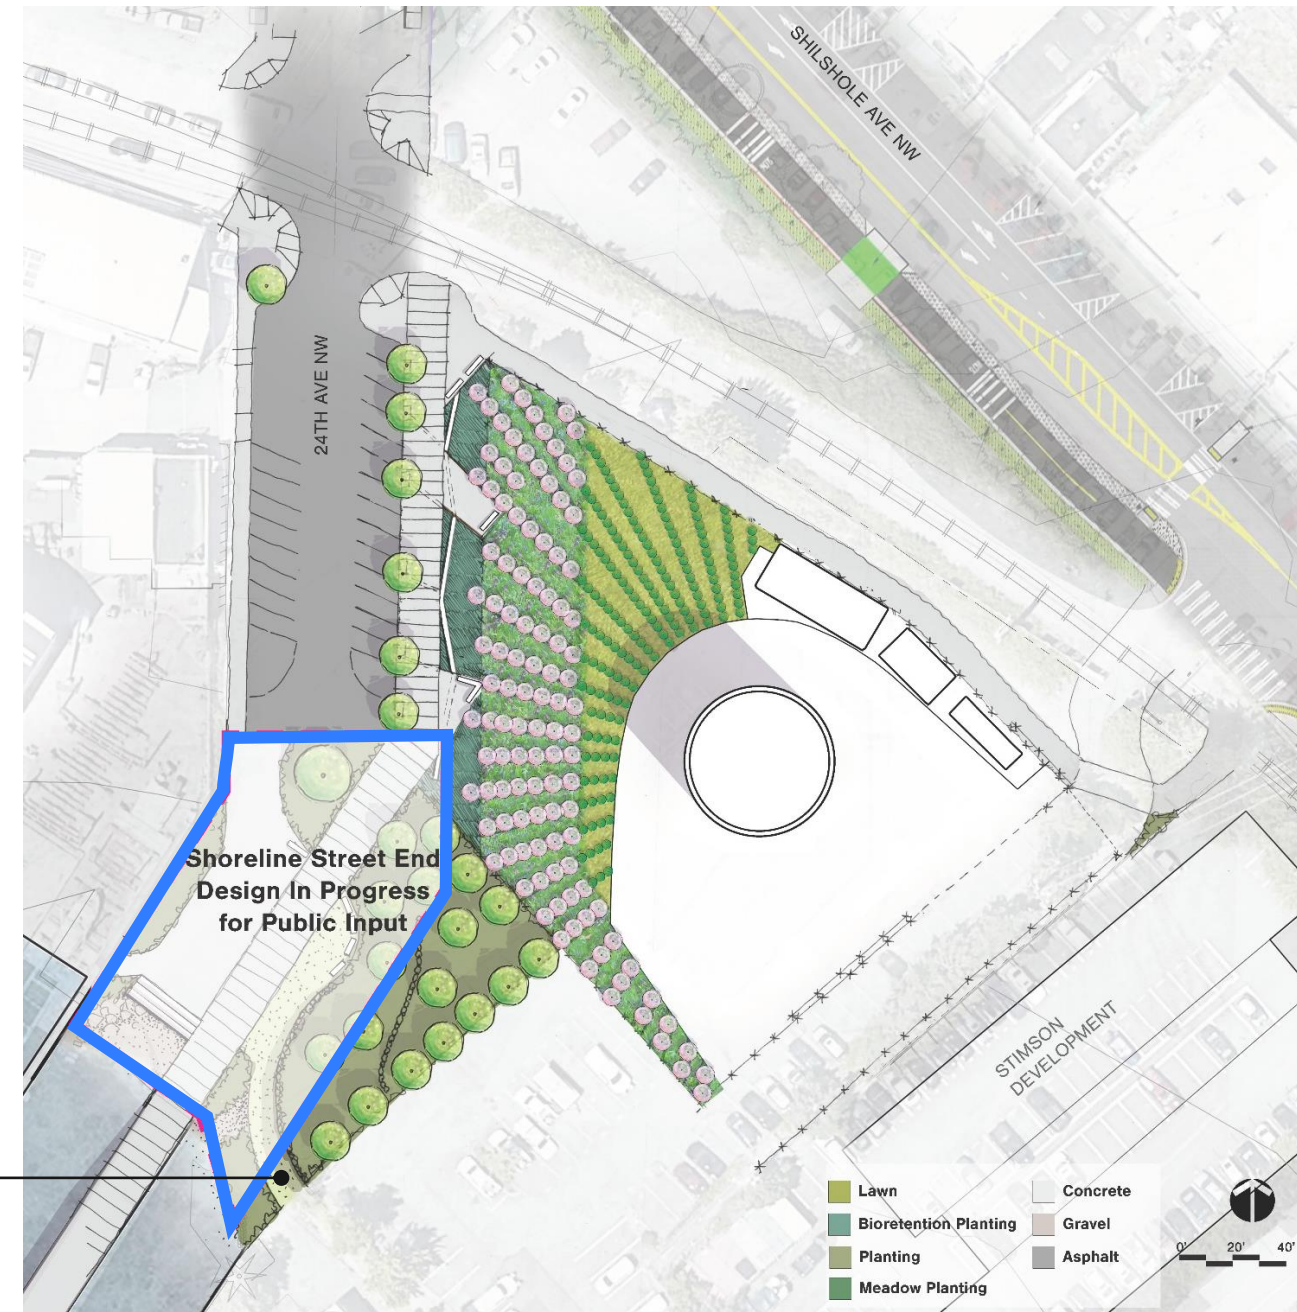 SHILSHOLE AVE NW
24TH AVE NW
Shoreline Street End
Design In Progress
for Public Input
STIMSON
DEVELOPMENT
Lawn
Bioretention Planting
Planting
Meadow Planting
Concrete
Gravel
Asphalt
0' 20' 40'